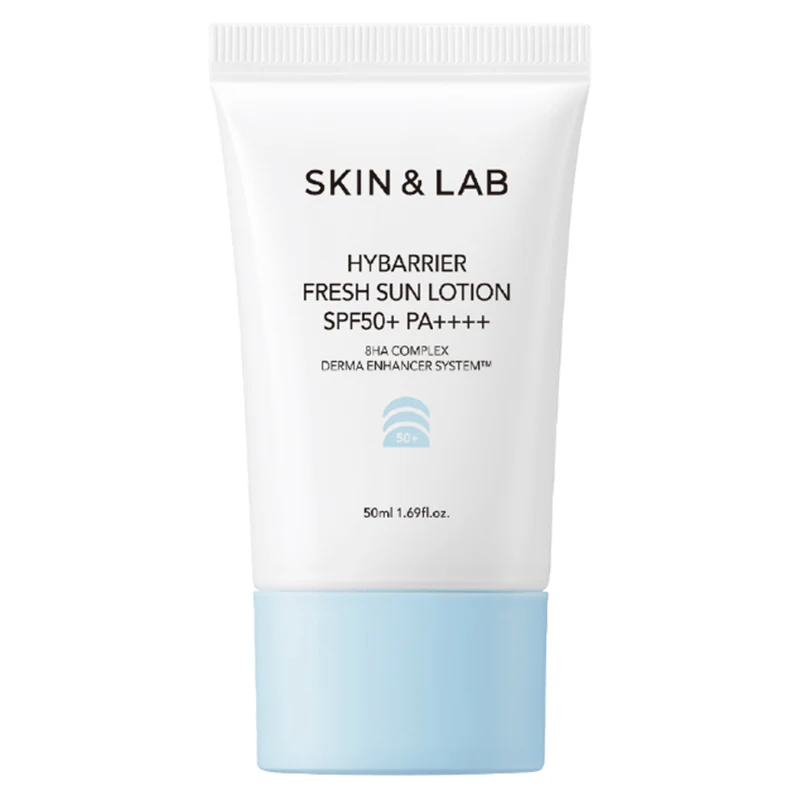 SKIN & LAB
HYBARRIER
FRESH SUN LOTION
SPF50+ PA++++
8HA COMPLEX
DERMA ENHANCER SYSTEM™
50+
50ml 1.69fl.oz.